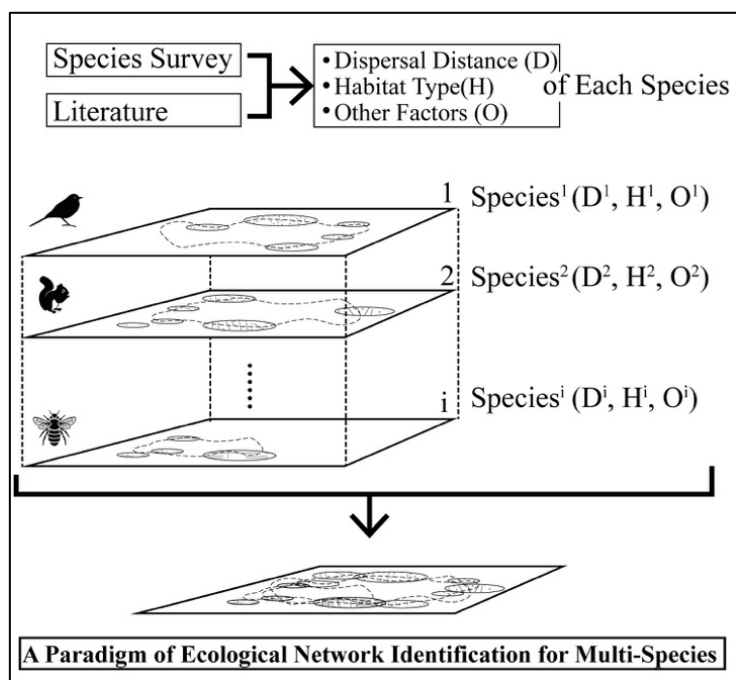 Species Survey
Literature
• Dispersal Distance (D)
• Habitat Type(H)
• Other Factors (O)
of Each Species
1 Species¹ (D¹, H¹, O¹)
2 Species² (D², H², O²)
i Speciesⁱ (Dⁱ, Hⁱ, Oⁱ)
A Paradigm of Ecological Network Identification for Multi-Species